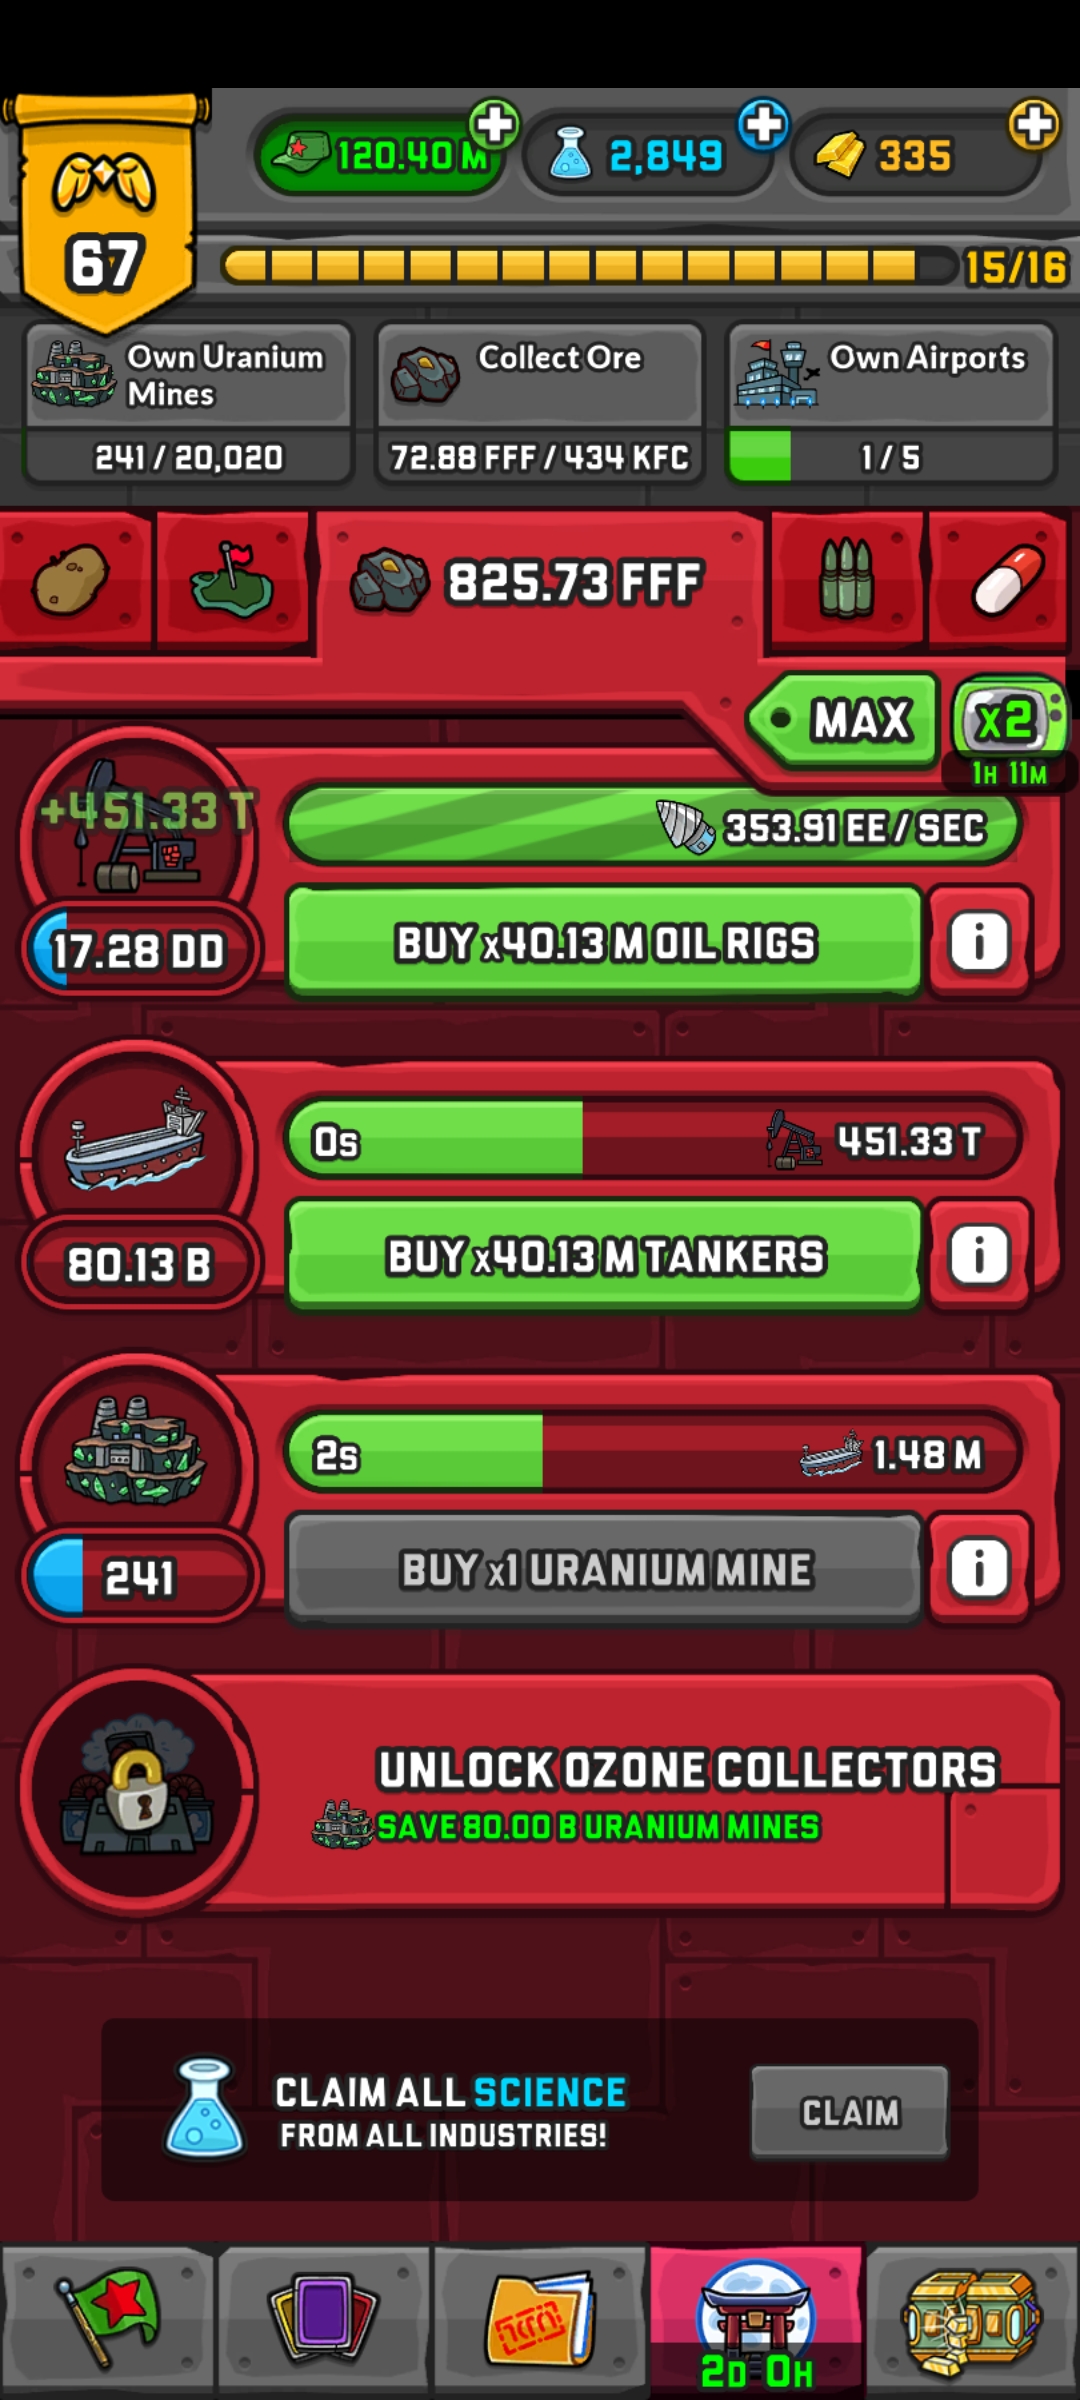 120.40 M
2,849
335
67
15/16
Own Uranium
Mines
241 / 20,020
Collect Ore
72.88 FFF / 434 KFC
Own Airports
1 / 5
825.73 FFF
MAX
x2
1H 11M
+451.33 T
353.91 EE / SEC
17.28 DD
BUY x40.13 M OIL RIGS
i
0s
451.33 T
80.13 B
BUY x40.13 M TANKERS
i
2s
1.48 M
241
BUY x1 URANIUM MINE
i
UNLOCK OZONE COLLECTORS
SAVE 80.00 B URANIUM MINES
CLAIM ALL SCIENCE
FROM ALL INDUSTRIES!
CLAIM
2D 0H